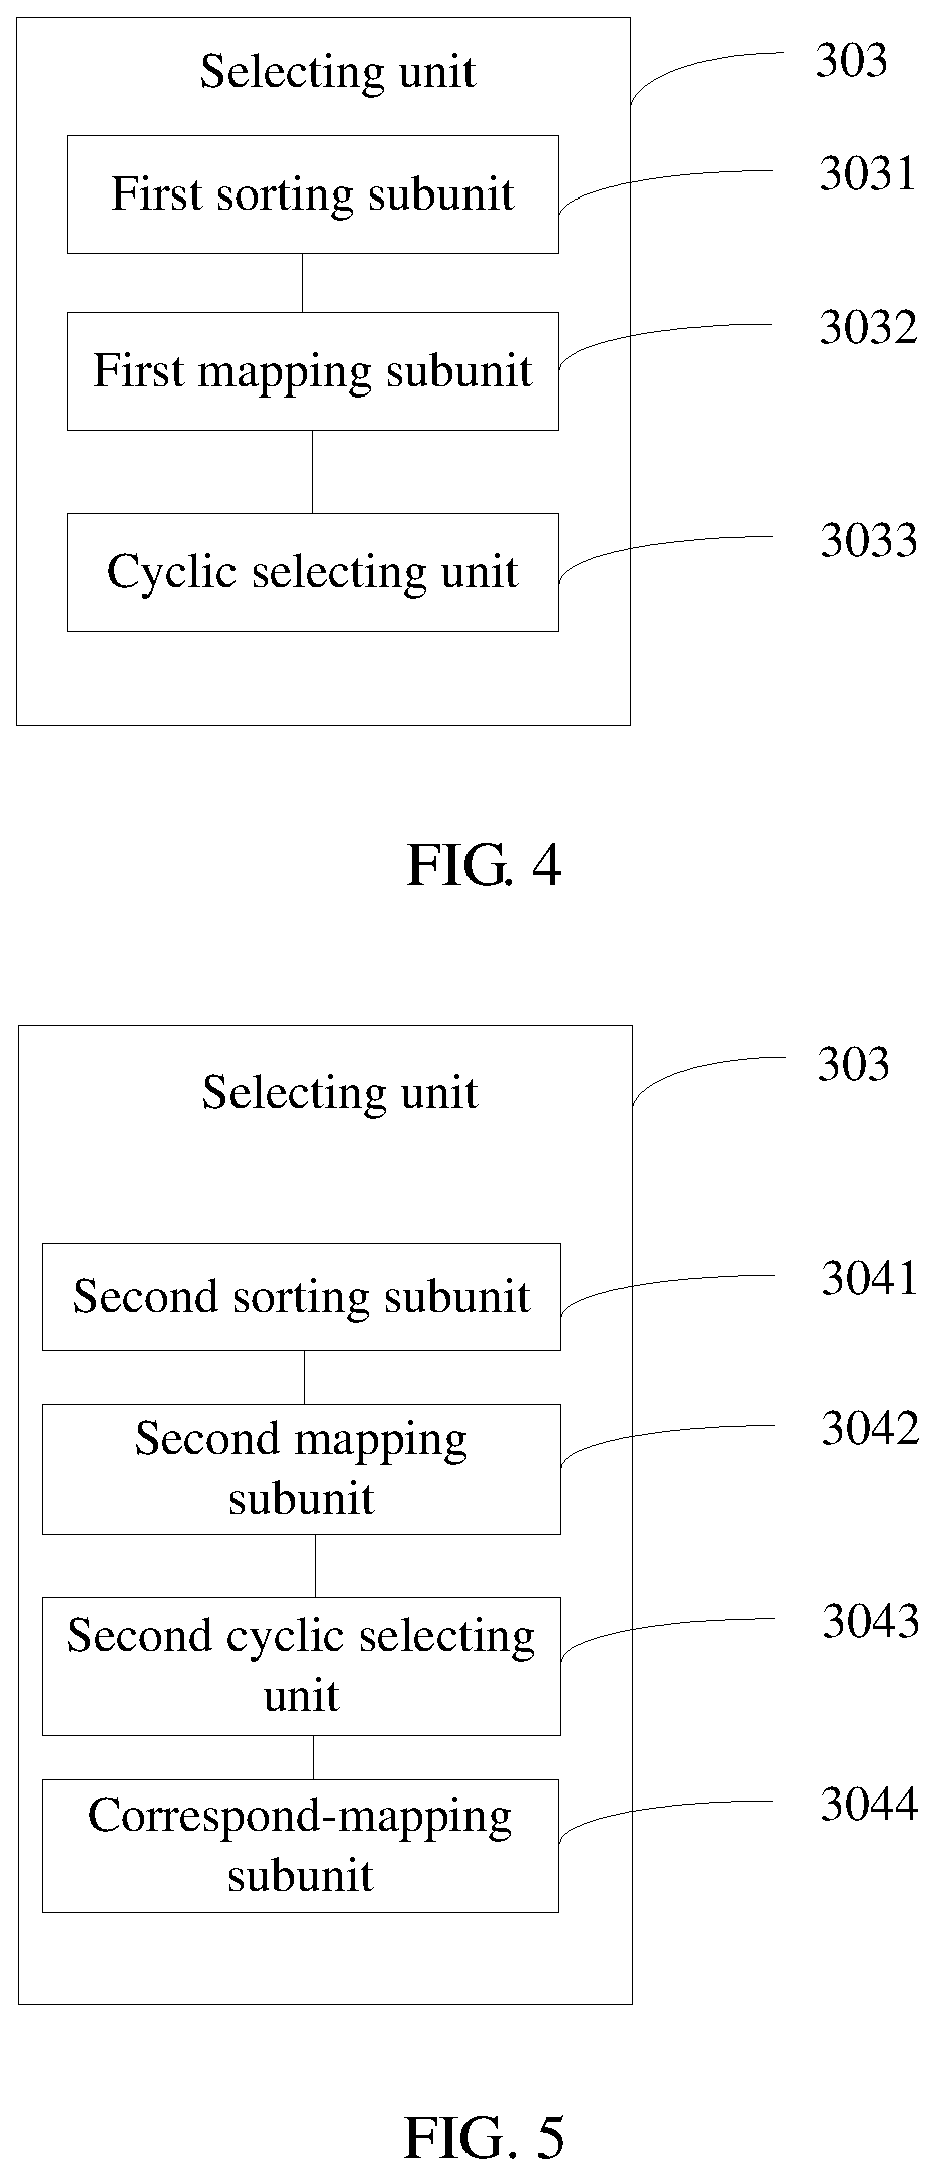 Selecting unit
303
First sorting subunit
3031
First mapping subunit
3032
Cyclic selecting unit
3033
FIG. 4
Selecting unit
303
Second sorting subunit
3041
Second mapping
subunit
3042
Second cyclic selecting
unit
3043
Correspond-mapping
subunit
3044
FIG. 5